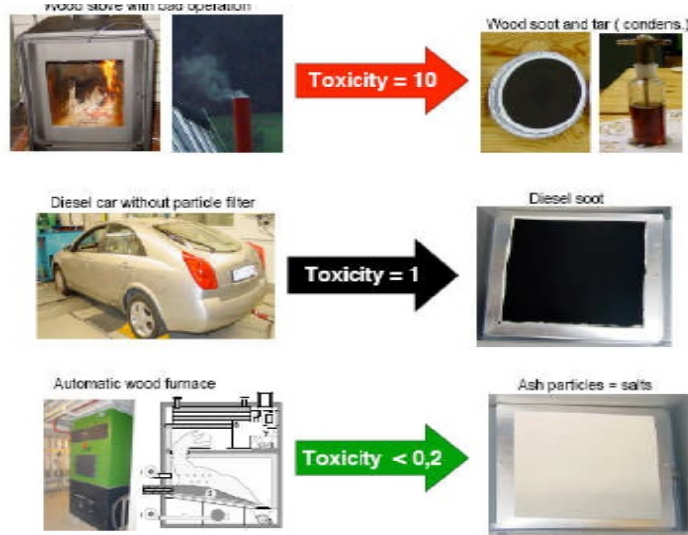 Wood stove with bad operation
Wood soot and tar ( condens.)
Toxicity = 10
Diesel car without particle filter
Diesel soot
Toxicity = 1
Automatic wood furnace
Ash particles = salts
Toxicity < 0,2